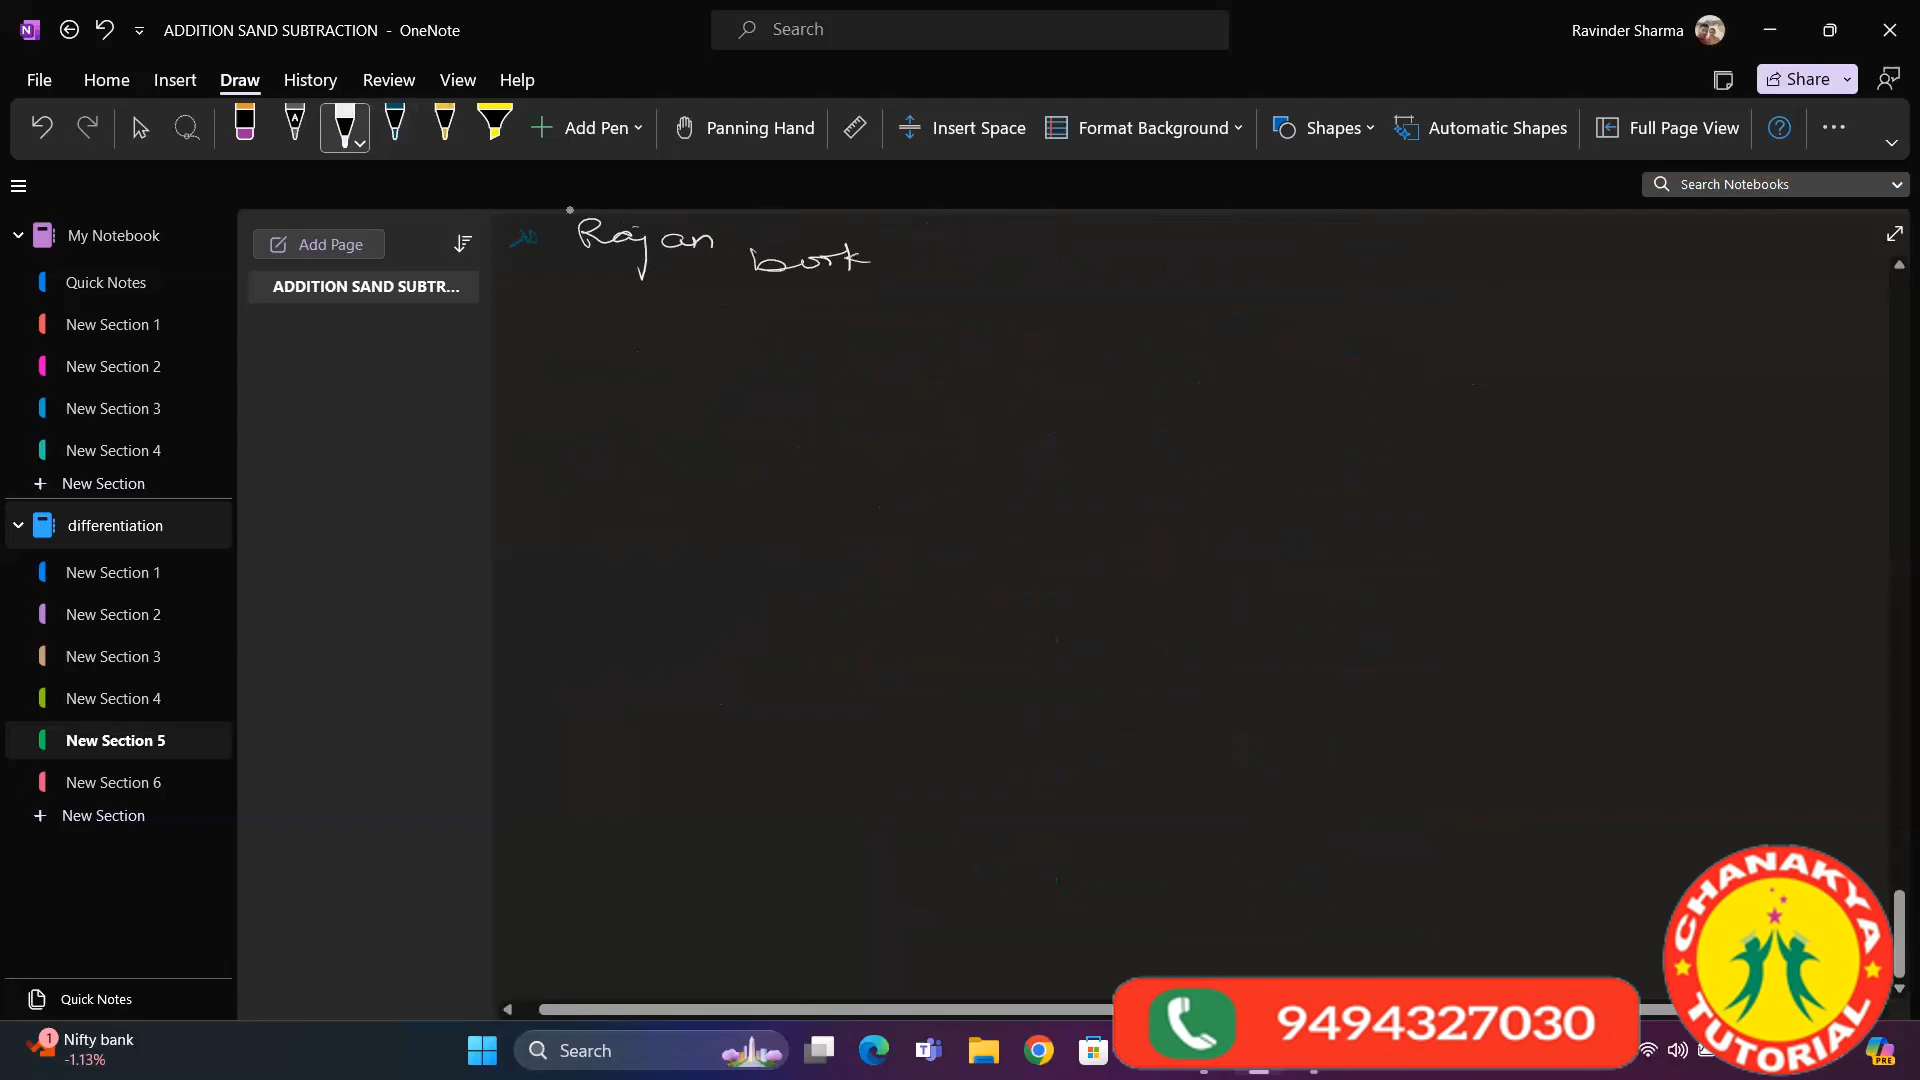 ADDITION SAND SUBTRACTION - OneNote
Search
Ravinder Sharma
File Home Insert Draw History Review View Help
Share
Add Pen
Panning Hand
Insert Space
Format Background
Shapes
Automatic Shapes
Full Page View
Search Notebooks
My Notebook
Quick Notes
New Section 1
New Section 2
New Section 3
New Section 4
New Section
differentiation
New Section 1
New Section 2
New Section 3
New Section 4
New Section 5
New Section 6
New Section
Quick Notes
Add Page
ADDITION SAND SUBTR...
Rajan
book
CHANAKYA
TUTORIAL
9494327030
1
Nifty bank
-1.13%
Search
PRE